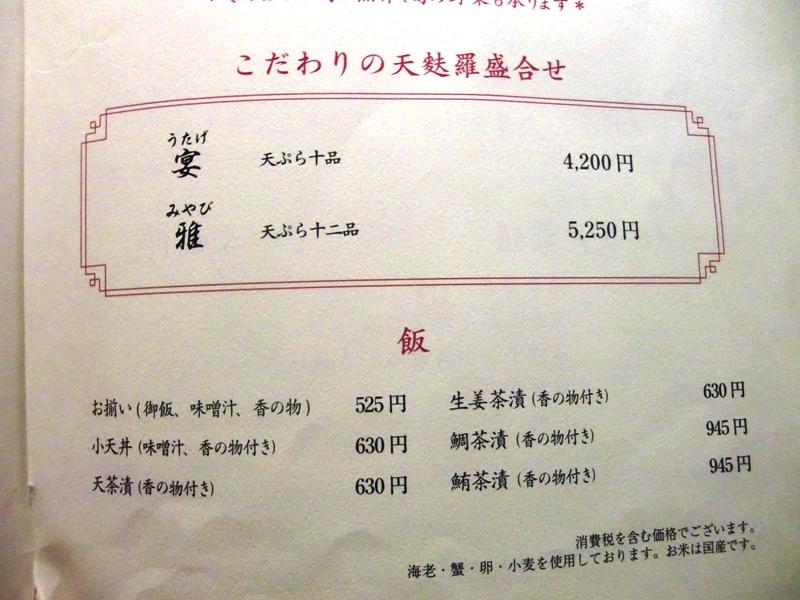 も承ります*
こだわりの天麩羅盛合せ
うたげ
宴 天ぷら十品 4,200円
みやび
雅 天ぷら十二品 5,250円
飯
お揃い(御飯、味噌汁、香の物) 525円 生姜茶漬(香の物付き) 630円
小天丼(味噌汁、香の物付き) 630円 鯛茶漬(香の物付き) 945円
天茶漬(香の物付き) 630円 鮪茶漬(香の物付き) 945円
消費税を含む価格でございます。
海老・蟹・卵・小麦を使用しております。お米は国産です。